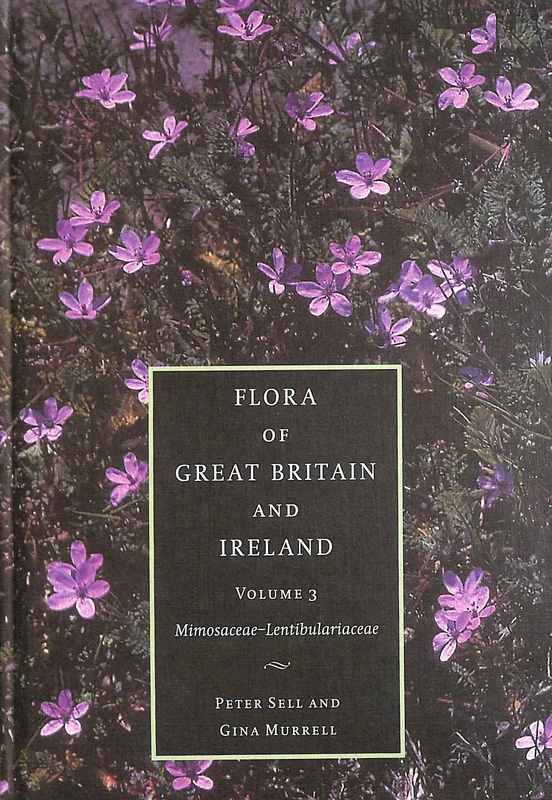 FLORA
OF
GREAT BRITAIN
AND
IRELAND
VOLUME 3
Mimosaceae–Lentibulariaceae
PETER SELL AND
GINA MURRELL